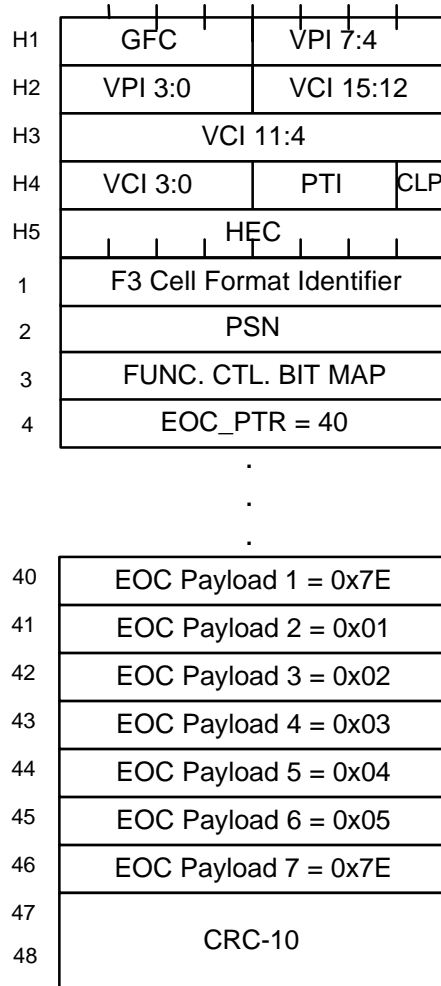 H1 GFC VPI 7:4
H2 VPI 3:0 VCI 15:12
H3 VCI 11:4
H4 VCI 3:0 PTI CLP
H5 HEC
1 F3 Cell Format Identifier
2 PSN
3 FUNC. CTL. BIT MAP
4 EOC_PTR = 40
.
.
.
40 EOC Payload 1 = 0x7E
41 EOC Payload 2 = 0x01
42 EOC Payload 3 = 0x02
43 EOC Payload 4 = 0x03
44 EOC Payload 5 = 0x04
45 EOC Payload 6 = 0x05
46 EOC Payload 7 = 0x7E
47
CRC-10
48